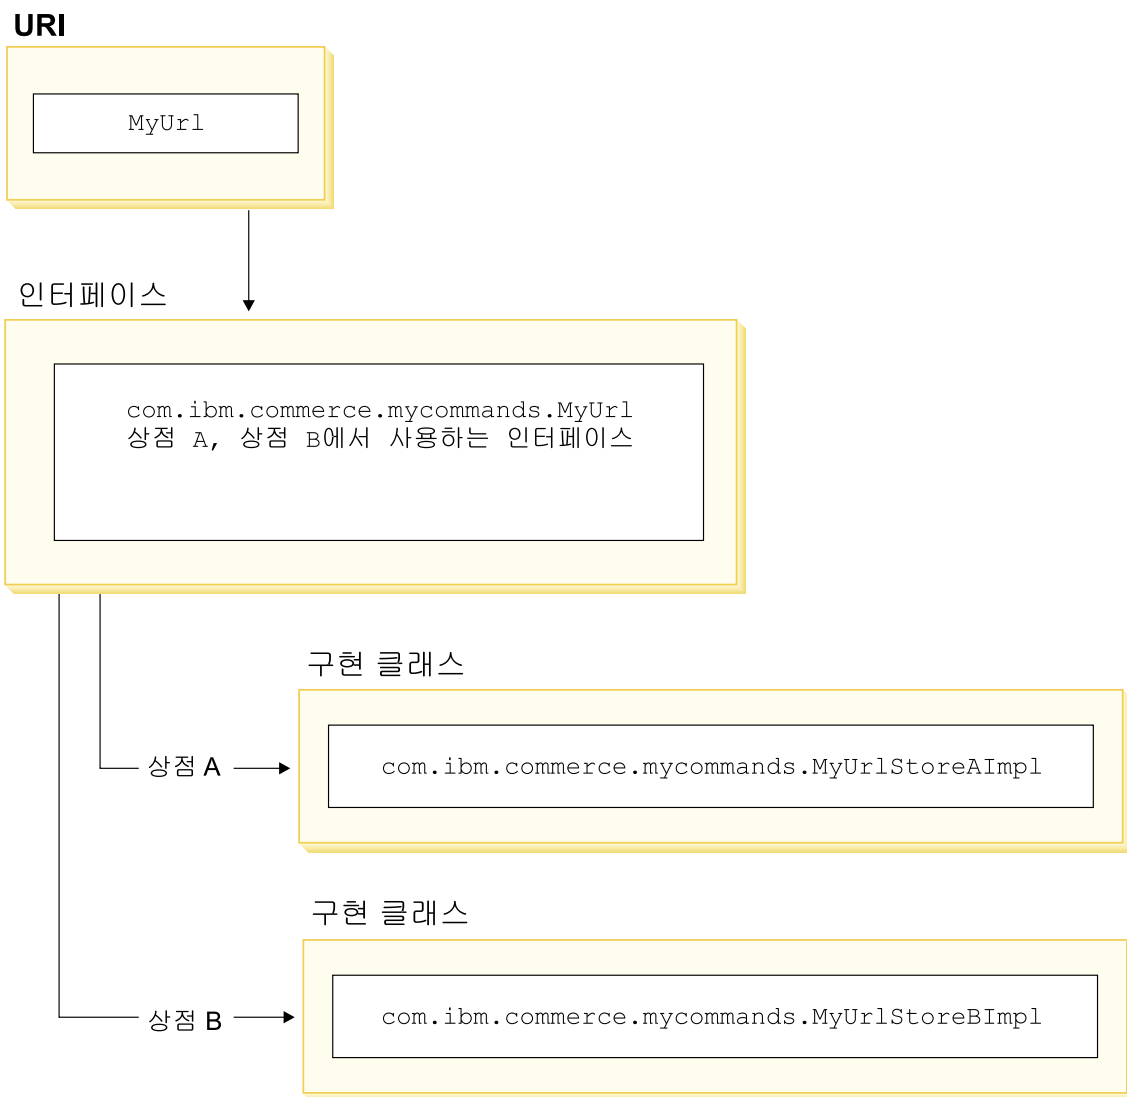 URI
MyUrl
인터페이스
com.ibm.commerce.mycommands.MyUrl
상점 A, 상점 B에서 사용하는 인터페이스
구현 클래스
상점 A
com.ibm.commerce.mycommands.MyUrlStoreAImpl
구현 클래스
상점 B
com.ibm.commerce.mycommands.MyUrlStoreBImpl